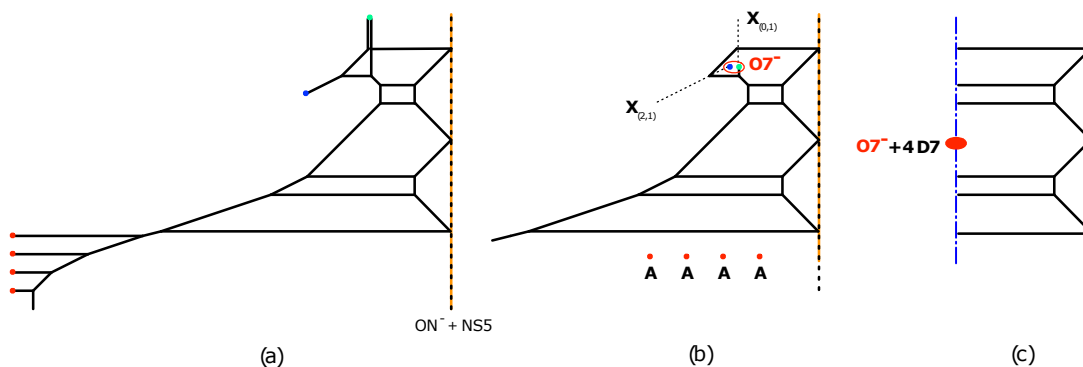 ON⁻ + NS5
(a)
X(0,1)
O7⁻
X(2,1)
A A A A
(b)
O7⁻+4 D7
(c)